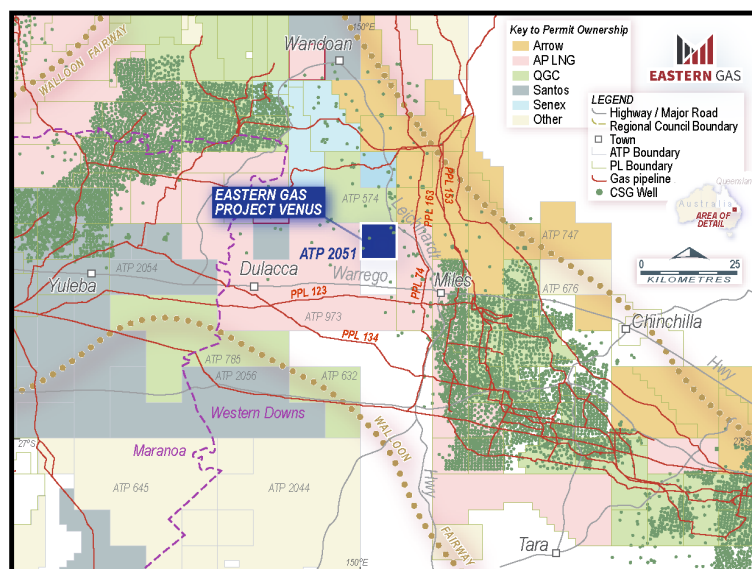 150°E
Wandoan
WALLOON FAIRWAY
Key to Permit Ownership
Arrow
AP LNG
QGC
Santos
Senex
Other
EASTERN GAS
LEGEND
Highway / Major Road
Regional Council Boundary
Town
ATP Boundary
PL Boundary
Gas pipeline
CSG Well
Australia
AREA OF
DETAIL
0
25
KILOMETRES
EASTERN GAS
PROJECT VENUS
ATP 574
PPL 163
PPL 153
Leichhardt
ATP 2051
ATP 747
ATP 2054
Yuleba
Dulacca
Warrego
PPL 74
Miles
PPL 123
ATP 676
ATP 973
Chinchilla
PPL 134
ATP 785
ATP 2056
ATP 632
Hwy
Western Downs
WALLOON
FAIRWAY
27°S
Maranoa
Hwy
ATP 645
ATP 2044
Tara
150°E